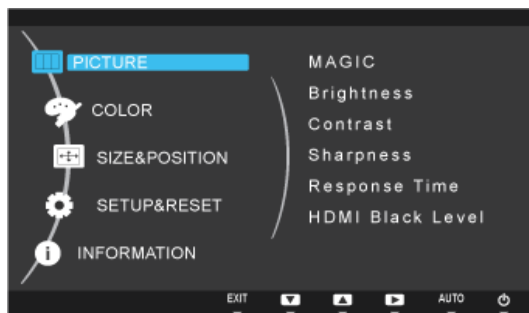 PICTURE
COLOR
SIZE&POSITION
SETUP&RESET
INFORMATION
MAGIC
Brightness
Contrast
Sharpness
Response Time
HDMI Black Level
EXIT
AUTO